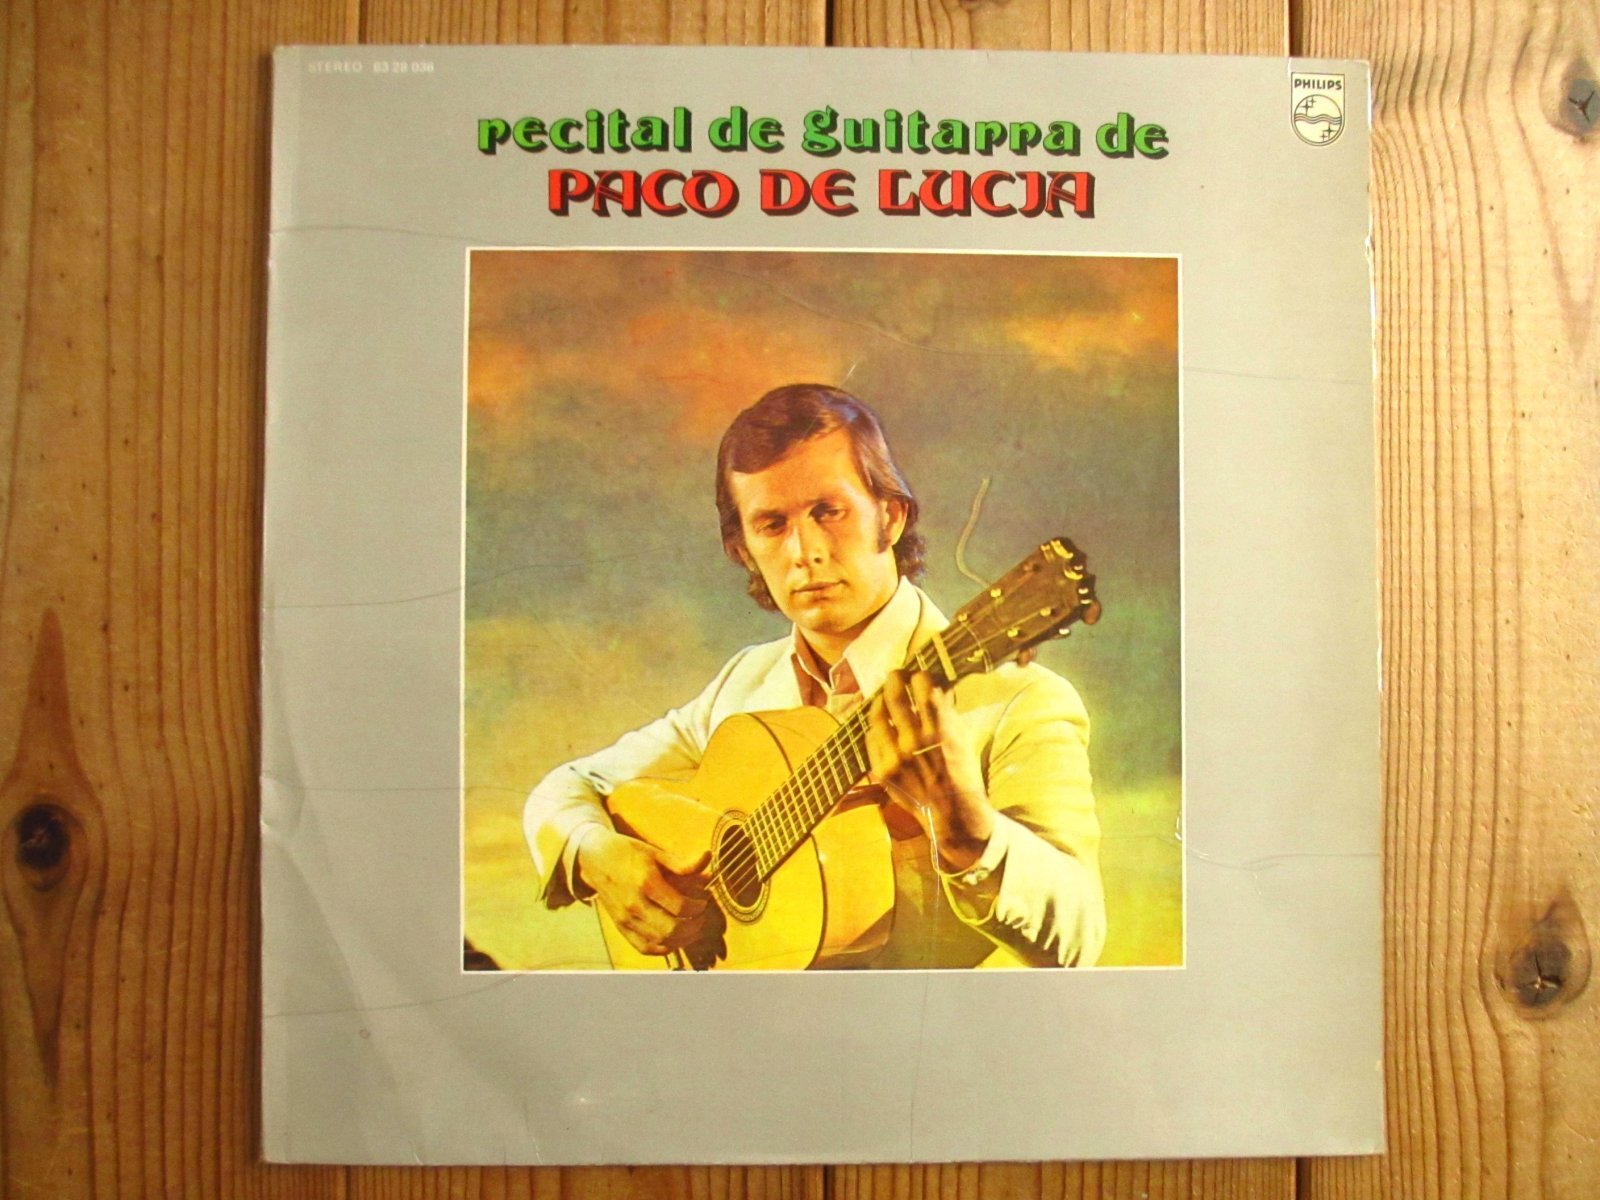 STEREO 63 28 036
PHILIPS
recital de guitarra de
PACO DE LUCIA